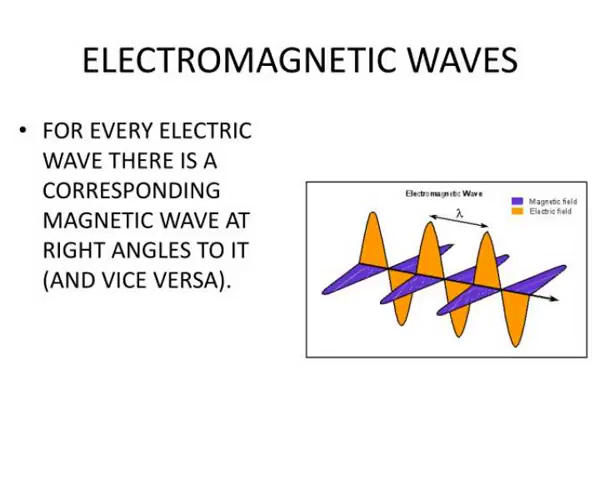 ELECTROMAGNETIC WAVES
• FOR EVERY ELECTRIC
WAVE THERE IS A
CORRESPONDING
MAGNETIC WAVE AT
RIGHT ANGLES TO IT
(AND VICE VERSA).
Electromagnetic Wave
Magnetic field
Electric field
λ